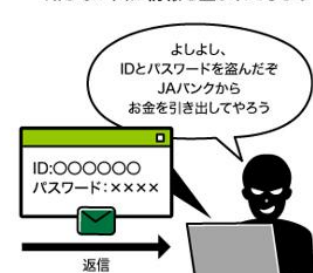 よしよし、
IDとパスワードを盗んだぞ
JAバンクから
お金を引き出してやろう
ID:〇〇〇〇〇〇
パスワード:××××
返信